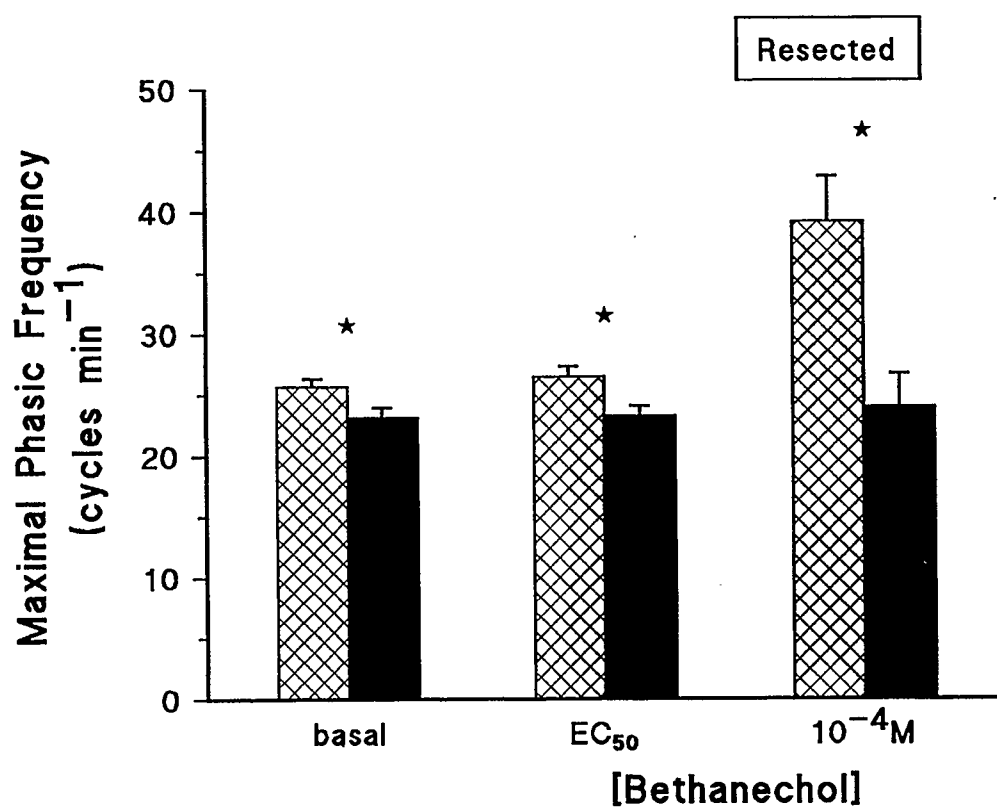 Resected
Maximal Phasic Frequency
(cycles min⁻¹)
50
40
30
20
10
0
★
★
★
basal
EC₅₀
10⁻⁴M
[Bethanechol]